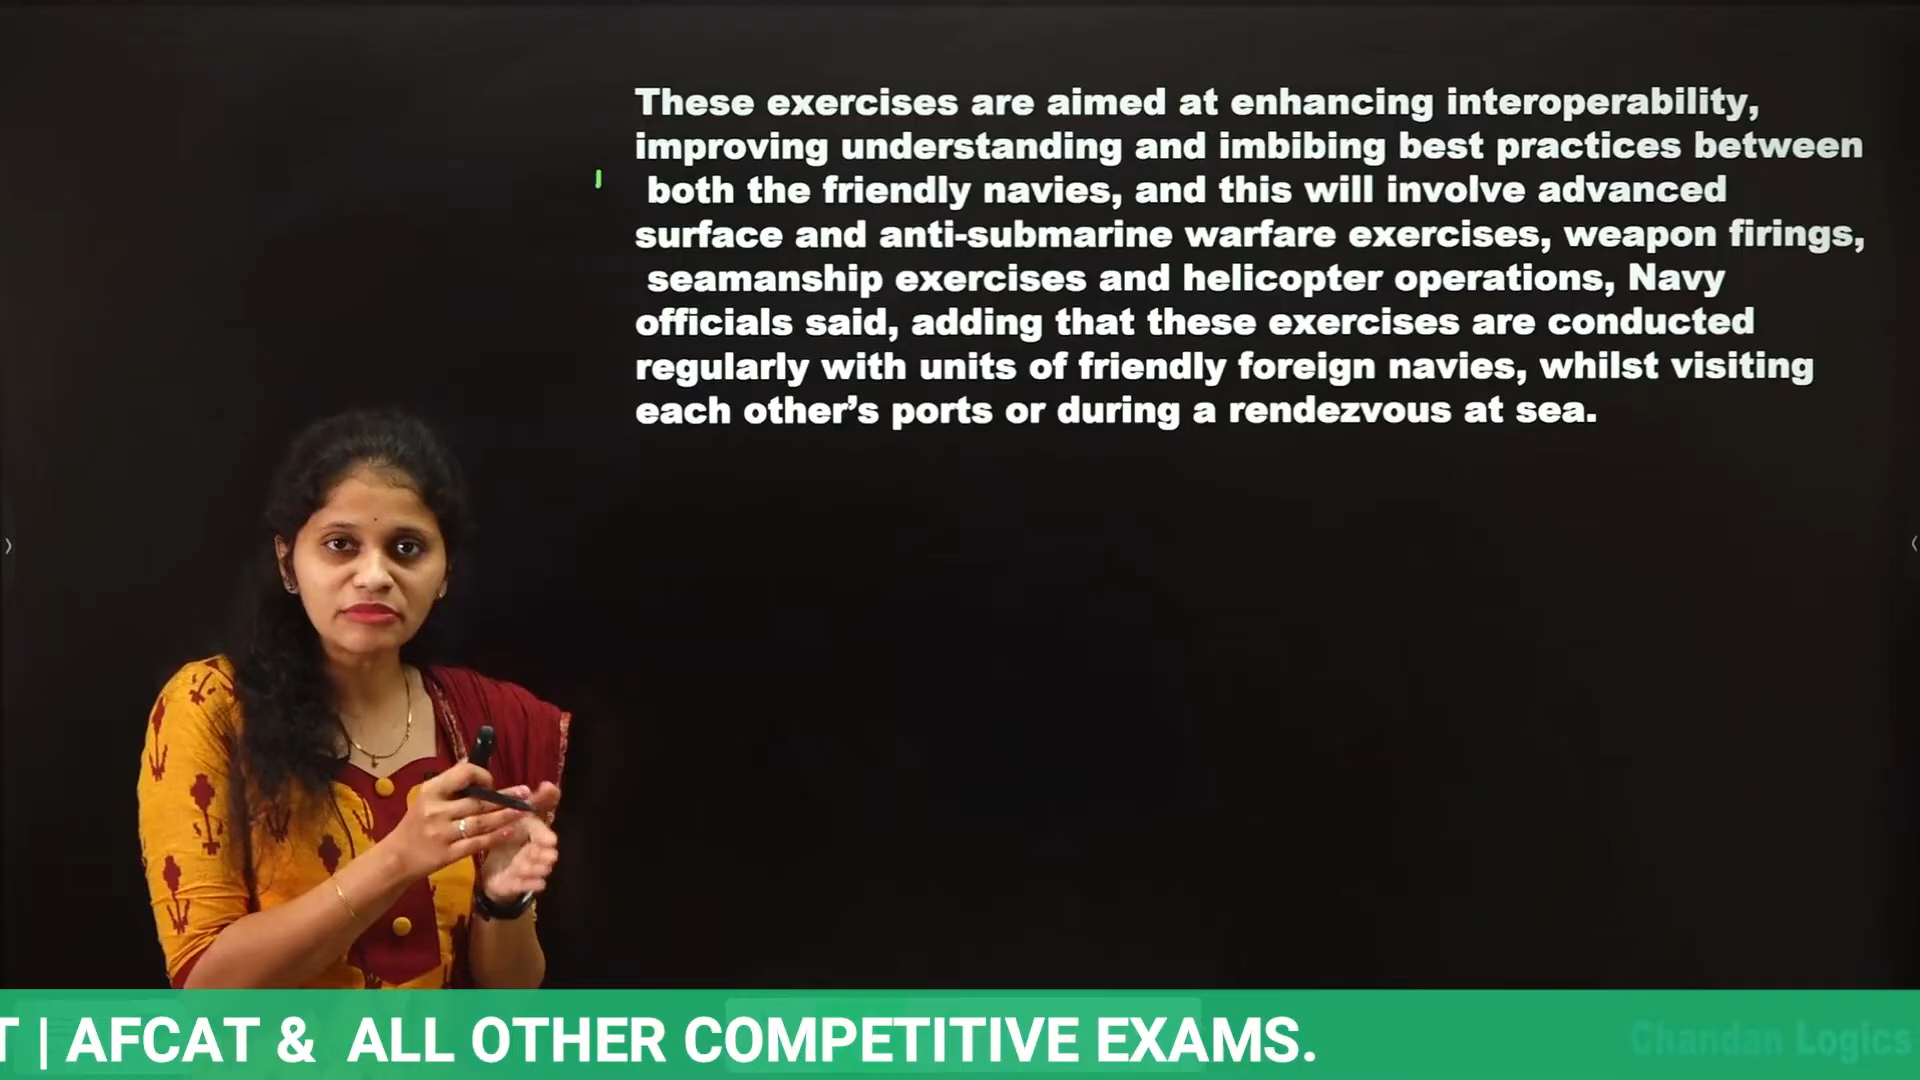 These exercises are aimed at enhancing interoperability,
improving understanding and imbibing best practices between
both the friendly navies, and this will involve advanced
surface and anti-submarine warfare exercises, weapon firings,
seamanship exercises and helicopter operations, Navy
officials said, adding that these exercises are conducted
regularly with units of friendly foreign navies, whilst visiting
each other’s ports or during a rendezvous at sea.
T | AFCAT & ALL OTHER COMPETITIVE EXAMS.
Chandan Logics